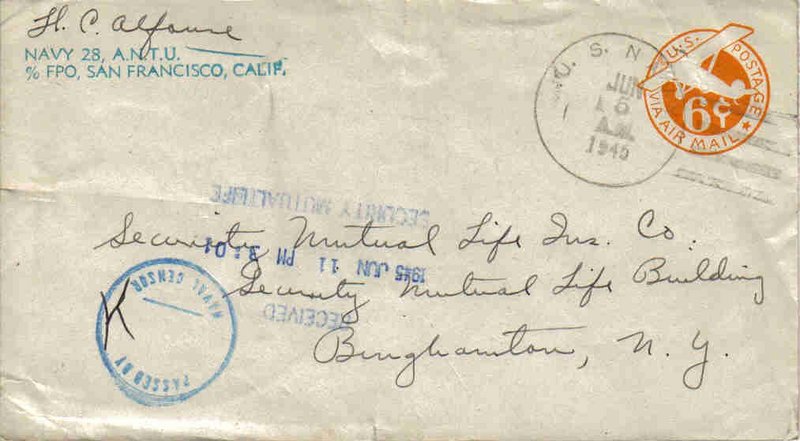 H. C. Alfoure
NAVY 28, A.N.T.U.
% FPO, SAN FRANCISCO, CALIF.
U. S. N
JUN
5
A.M.
1945
U.S. POSTAGE
6¢
VIA AIR MAIL
SECURITY MUTUAL LIFE
1945 JUN 11 PM 3:01
RECEIVED
Security Mutual Life Ins. Co.
Security Mutual Life Building
Binghamton, N. Y.
PASSED BY
NAVAL CENSOR
K